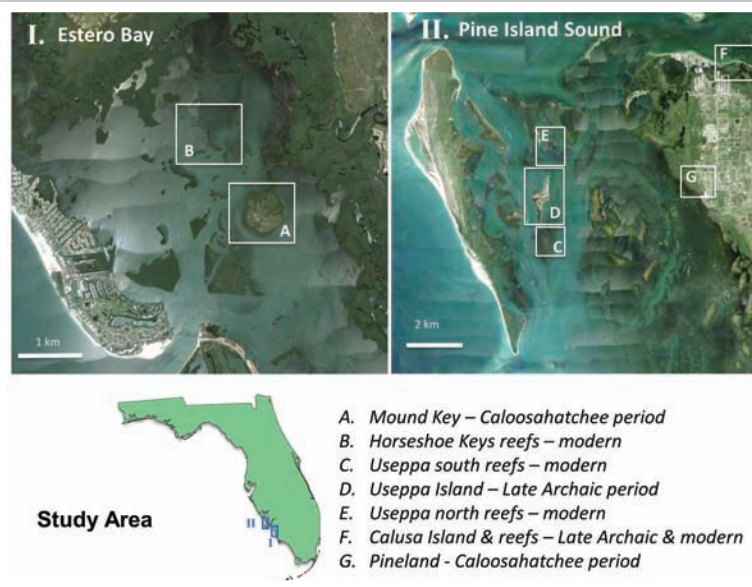 I. Estero Bay
B
A
1 km
II. Pine Island Sound
F
E
G
D
C
2 km
Study Area
II
I
A. Mound Key – Caloosahatchee period
B. Horseshoe Keys reefs – modern
C. Useppa south reefs – modern
D. Useppa Island – Late Archaic period
E. Useppa north reefs – modern
F. Calusa Island & reefs – Late Archaic & modern
G. Pineland - Caloosahatchee period